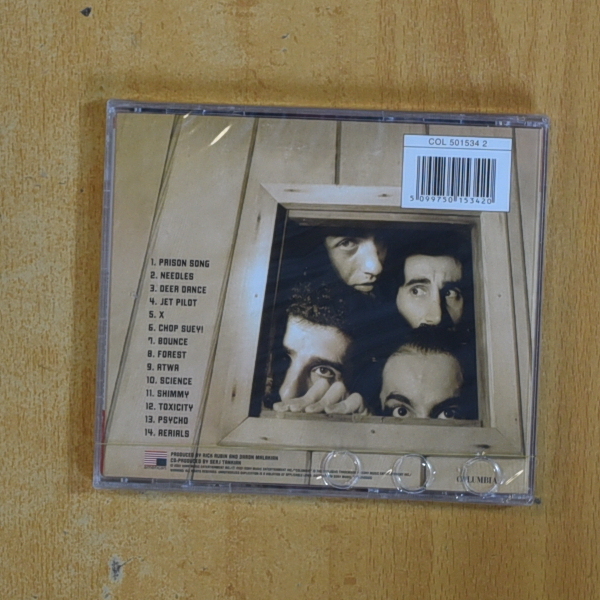 COL 501534 2
5 099750 153420
1. PRISON SONG
2. NEEDLES
3. DEER DANCE
4. JET PILOT
5. X
6. CHOP SUEY!
7. BOUNCE
8. FOREST
9. ATWA
10. SCIENCE
11. SHIMMY
12. TOXICITY
13. PSYCHO
14. AERIALS
PRODUCED BY RICK RUBIN AND DARON MALAKIAN
CO-PRODUCED BY SERJ TANKIAN
COLUMBIA